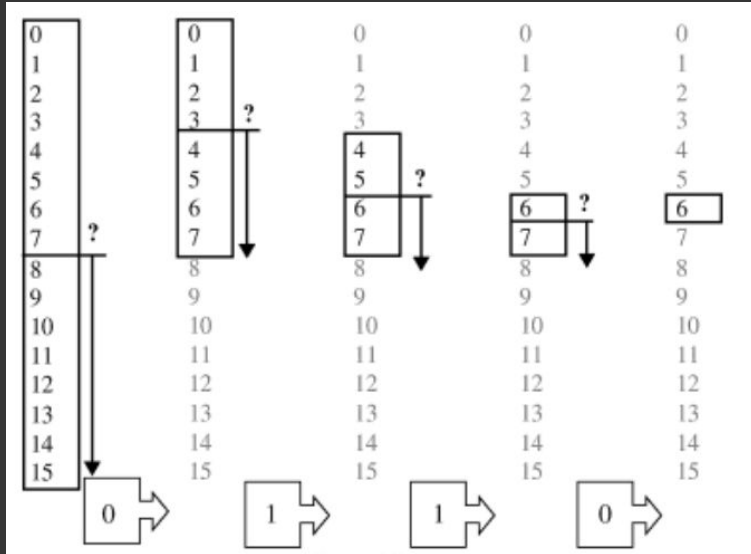 0 0 0 0 0
1 1 1 1 1
2 2 2 2 2
3 3 ? 3 3 3
4 4 4 4 4
5 5 5 ? 5 5
6 6 6 6 ? 6
7 ? 7 7 7 7
8 8 8 8 8
9 9 9 9 9
10 10 10 10 10
11 11 11 11 11
12 12 12 12 12
13 13 13 13 13
14 14 14 14 14
15 15 15 15 15
0 1 1 0